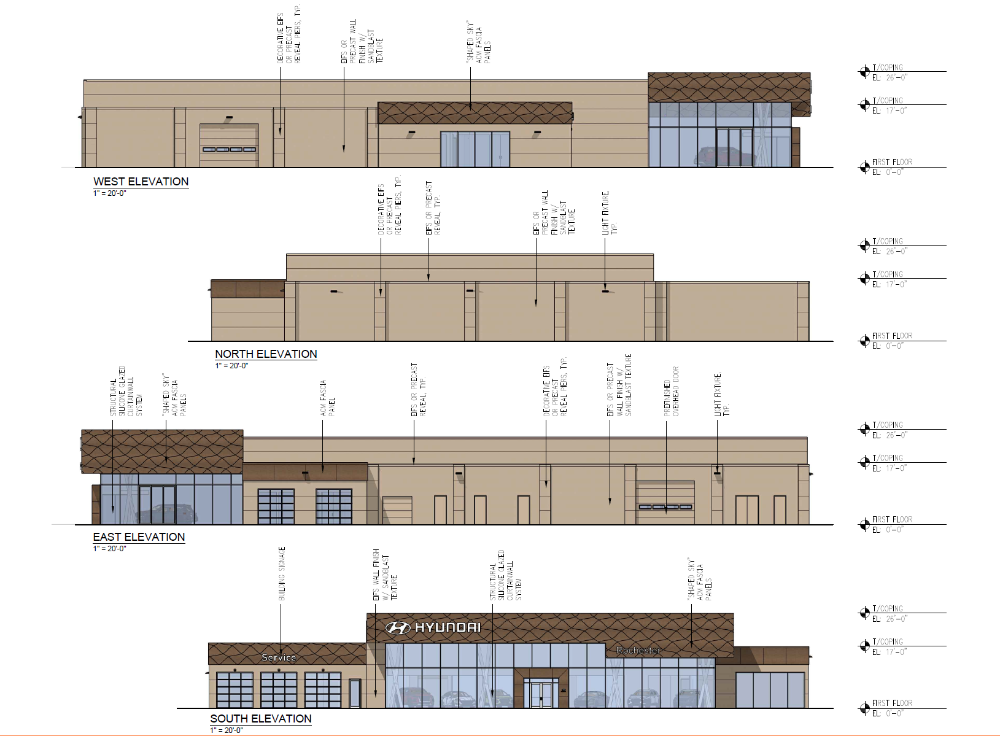 DECORATIVE EIFS
OR PRECAST
REVEAL PIERS, TYP.
EIFS OR
PRECAST WALL
FINISH W/
SANDBLAST
TEXTURE
"SHAPED SKY"
ACM FASCIA
PANELS
T/COPING
EL: 26'-0"
T/COPING
EL: 17'-0"
FIRST FLOOR
EL: 0'-0"
WEST ELEVATION
1" = 20'-0"
DECORATIVE EIFS
OR PRECAST
REVEAL PIERS, TYP.
EIFS OR PRECAST
REVEAL, TYP.
EIFS OR
PRECAST WALL
FINISH W/
SANDBLAST
TEXTURE
LIGHT FIXTURE,
TYP.
T/COPING
EL: 26'-0"
T/COPING
EL: 17'-0"
FIRST FLOOR
EL: 0'-0"
NORTH ELEVATION
1" = 20'-0"
STRUCTURAL
SILICONE GLAZED
CURTAINWALL
SYSTEM
"SHAPED SKY"
ACM FASCIA
PANELS
ACM FASCIA
PANEL
EIFS OR PRECAST
REVEAL, TYP.
DECORATIVE EIFS
OR PRECAST
REVEAL PIERS, TYP.
EIFS OR PRECAST
WALL FINISH W/
SANDBLAST TEXTURE
PREFINISHED
OVERHEAD DOOR
LIGHT FIXTURE,
TYP.
T/COPING
EL: 26'-0"
T/COPING
EL: 17'-0"
FIRST FLOOR
EL: 0'-0"
EAST ELEVATION
1" = 20'-0"
BUILDING SIGNAGE
EIFS WALL FINISH
W/ SANDBLAST
TEXTURE
STRUCTURAL
SILICONE GLAZED
CURTAINWALL
SYSTEM
"SHAPED SKY"
ACM FASCIA
PANELS
HYUNDAI
Rochester
Service
T/COPING
EL: 26'-0"
T/COPING
EL: 17'-0"
FIRST FLOOR
EL: 0'-0"
SOUTH ELEVATION
1" = 20'-0"